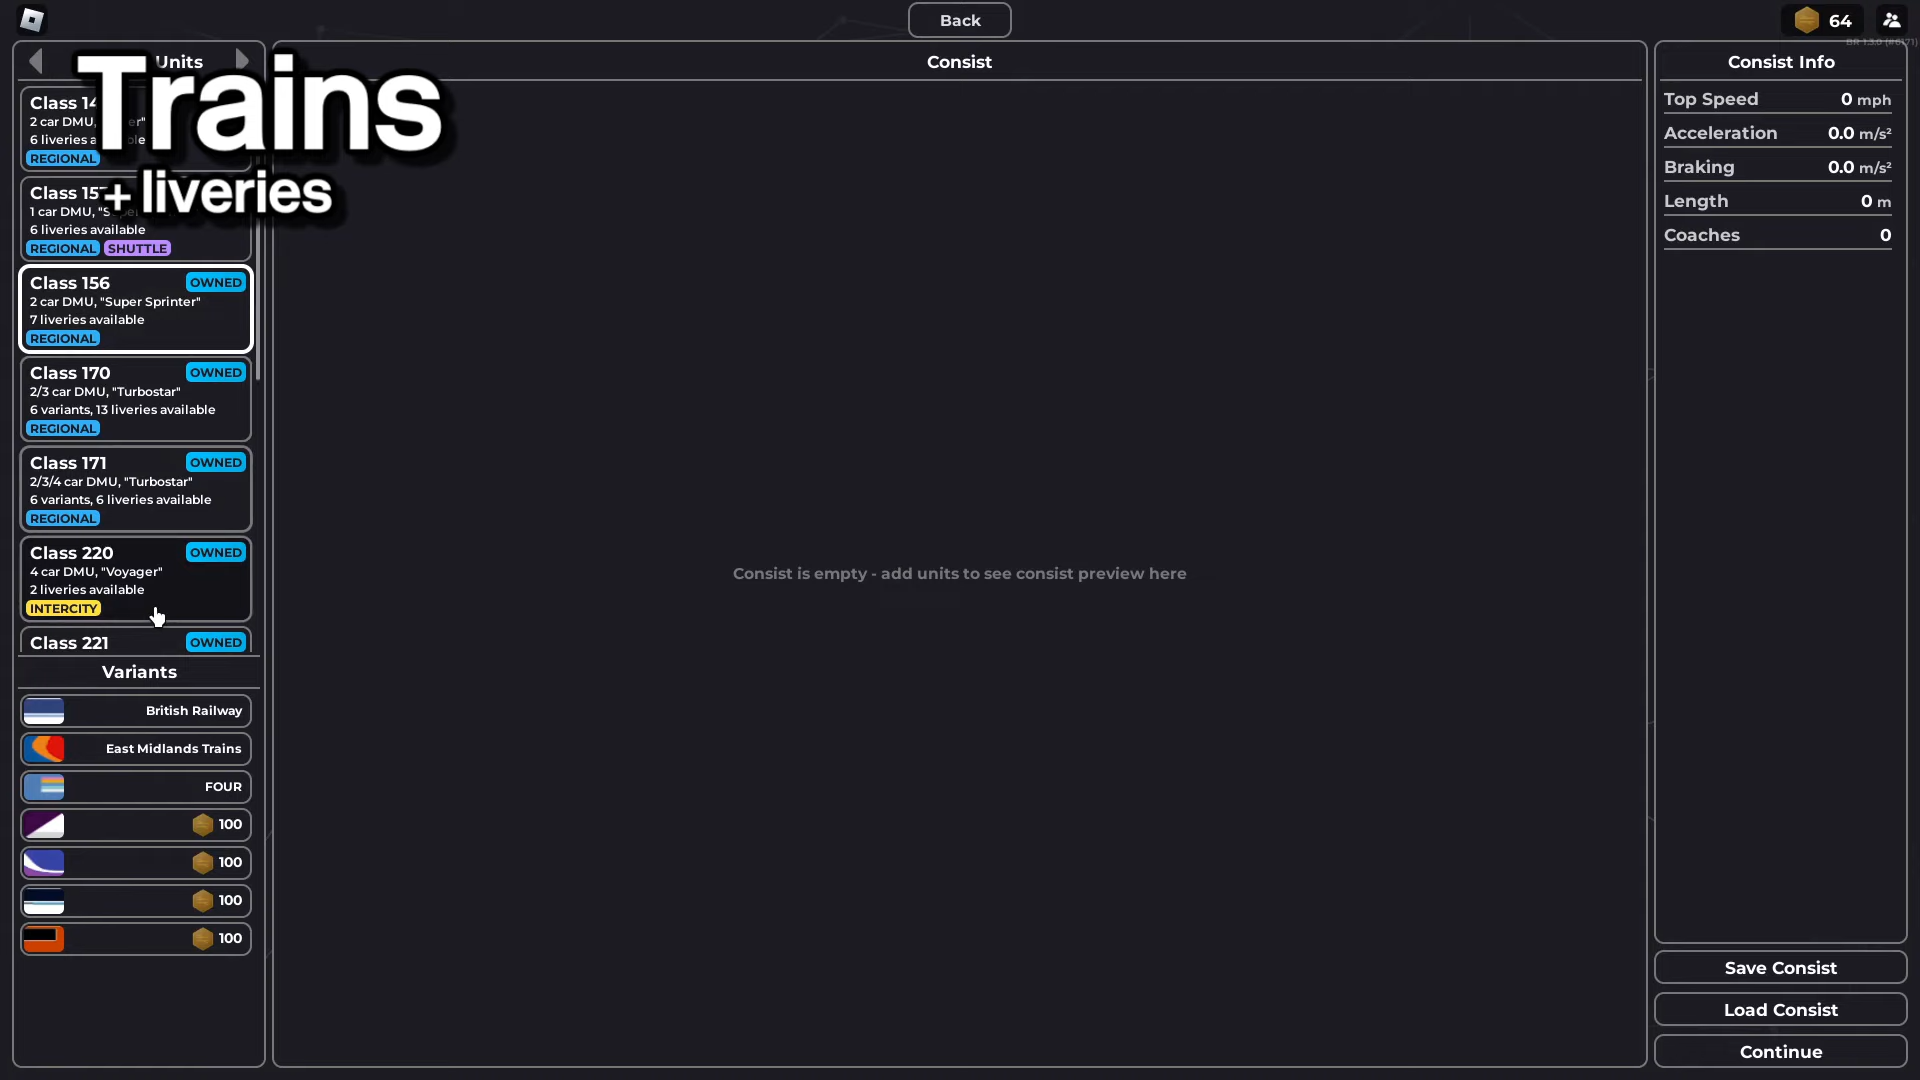 Back
64
BR 1.3.0
Units
Trains
+ liveries
Class 14
2 car DMU,
6 liveries
REGIONAL
Class 15
1 car DMU,
6 liveries available
REGIONAL SHUTTLE
Class 156 OWNED
2 car DMU, "Super Sprinter"
7 liveries available
REGIONAL
Class 170 OWNED
2/3 car DMU, "Turbostar"
6 variants, 13 liveries available
REGIONAL
Class 171 OWNED
2/3/4 car DMU, "Turbostar"
6 variants, 6 liveries available
REGIONAL
Class 220 OWNED
4 car DMU, "Voyager"
2 liveries available
INTERCITY
Class 221 OWNED
Variants
British Railway
East Midlands Trains
FOUR
100
100
100
100
Consist
Consist is empty - add units to see consist preview here
Consist Info
Top Speed 0 mph
Acceleration 0.0 m/s²
Braking 0.0 m/s²
Length 0 m
Coaches 0
Save Consist
Load Consist
Continue